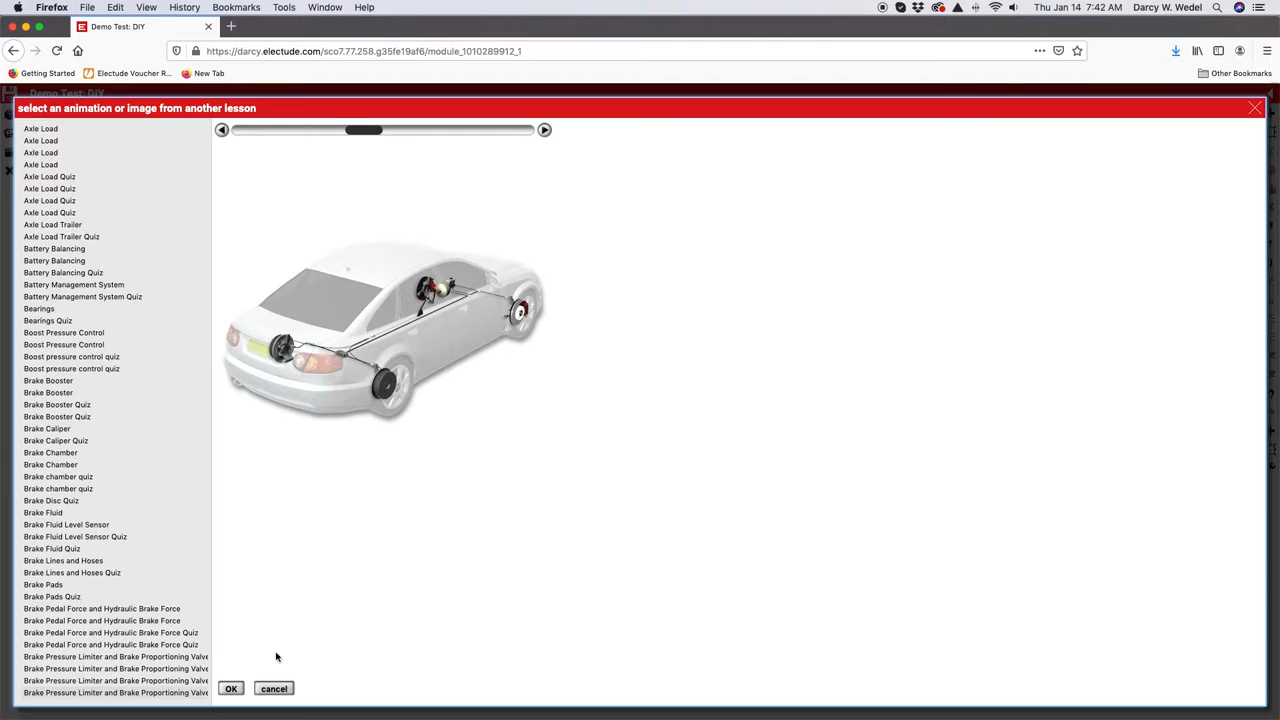 Firefox File Edit View History Bookmarks Tools Window Help Thu Jan 14 7:42 AM Darcy W. Wedel
Demo Test: DIY
https://darcy.electude.com/sco7.77.258.g35fe19af6/module_1010289912_1
Getting Started Electude Voucher R... New Tab Other Bookmarks
Demo Test: DIY
select an animation or image from another lesson
Axle Load
Axle Load
Axle Load
Axle Load
Axle Load Quiz
Axle Load Quiz
Axle Load Quiz
Axle Load Quiz
Axle Load Trailer
Axle Load Trailer Quiz
Battery Balancing
Battery Balancing
Battery Balancing Quiz
Battery Management System
Battery Management System Quiz
Bearings
Bearings Quiz
Boost Pressure Control
Boost Pressure Control
Boost pressure control quiz
Boost pressure control quiz
Brake Booster
Brake Booster
Brake Booster Quiz
Brake Booster Quiz
Brake Caliper
Brake Caliper Quiz
Brake Chamber
Brake Chamber
Brake chamber quiz
Brake chamber quiz
Brake Disc Quiz
Brake Fluid
Brake Fluid Level Sensor
Brake Fluid Level Sensor Quiz
Brake Fluid Quiz
Brake Lines and Hoses
Brake Lines and Hoses Quiz
Brake Pads
Brake Pads Quiz
Brake Pedal Force and Hydraulic Brake Force
Brake Pedal Force and Hydraulic Brake Force
Brake Pedal Force and Hydraulic Brake Force Quiz
Brake Pedal Force and Hydraulic Brake Force Quiz
Brake Pressure Limiter and Brake Proportioning Valve
Brake Pressure Limiter and Brake Proportioning Valve
Brake Pressure Limiter and Brake Proportioning Valve
Brake Pressure Limiter and Brake Proportioning Valve
OK cancel